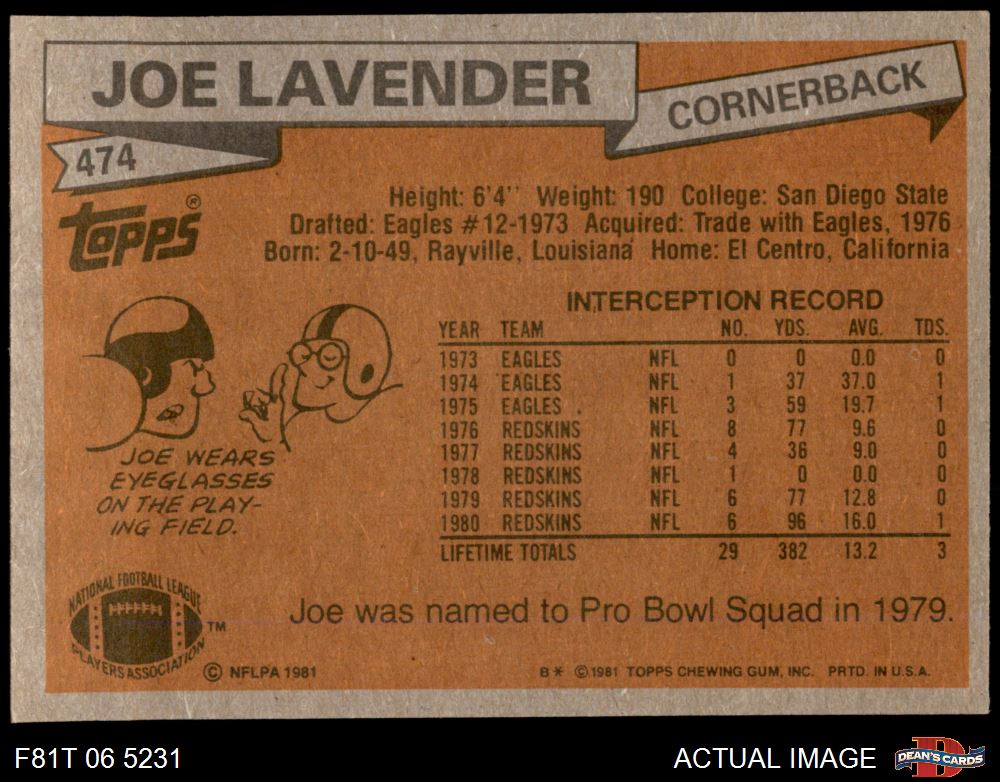 JOE LAVENDER
CORNERBACK
474
TOPPS®
Height: 6'4'' Weight: 190 College: San Diego State
Drafted: Eagles #12-1973 Acquired: Trade with Eagles, 1976
Born: 2-10-49, Rayville, Louisiana Home: El Centro, California
INTERCEPTION RECORD
YEAR TEAM NO. YDS. AVG. TDS.
1973 EAGLES NFL 0 0 0.0 0
1974 EAGLES NFL 1 37 37.0 1
1975 EAGLES NFL 3 59 19.7 1
1976 REDSKINS NFL 8 77 9.6 0
1977 REDSKINS NFL 4 36 9.0 0
1978 REDSKINS NFL 1 0 0.0 0
1979 REDSKINS NFL 6 77 12.8 0
1980 REDSKINS NFL 6 96 16.0 1
LIFETIME TOTALS 29 382 13.2 3
JOE WEARS
EYEGLASSES
ON THE PLAY-
ING FIELD.
Joe was named to Pro Bowl Squad in 1979.
NATIONAL FOOTBALL LEAGUE
PLAYERS ASSOCIATION
TM
© NFLPA 1981
B* ©1981 TOPPS CHEWING GUM, INC. PRTD. IN U.S.A.
F81T 06 5231
ACTUAL IMAGE
D
DEAN'S CARDS